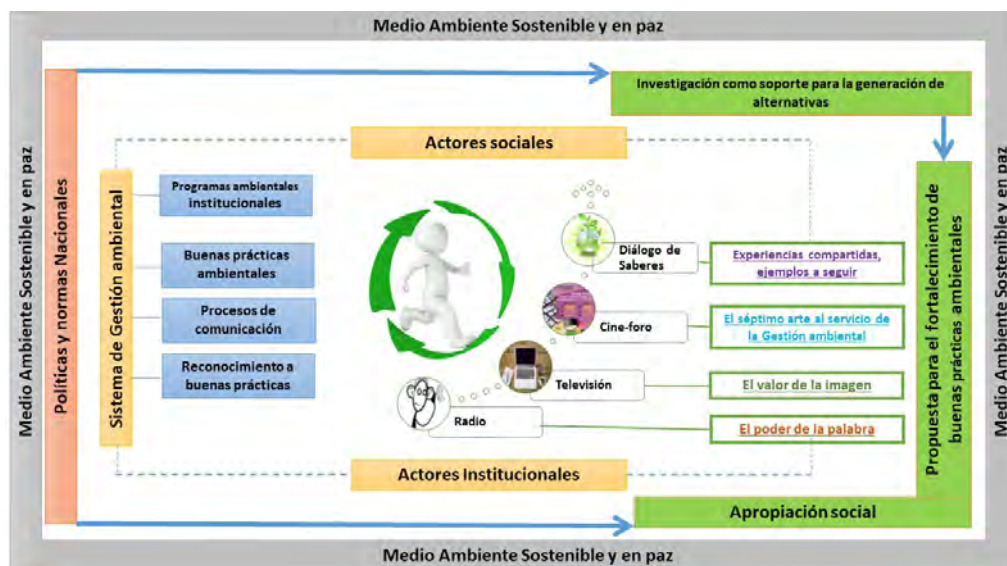 Medio Ambiente Sostenible y en paz
Medio Ambiente Sostenible y en paz
Políticas y normas Nacionales
Investigación como soporte para la generación de
alternativas
Actores sociales
Sistema de Gestión ambiental
Programas ambientales
institucionales
Buenas prácticas
ambientales
Procesos de
comunicación
Reconocimiento a
buenas prácticas
Diálogo de
Saberes
Experiencias compartidas,
ejemplos a seguir
Cine-foro
El séptimo arte al servicio de
la Gestión ambiental
Televisión
El valor de la imagen
Radio
El poder de la palabra
Actores Institucionales
Propuesta para el fortalecimiento de
buenas prácticas ambientales
Apropiación social
Medio Ambiente Sostenible y en paz
Medio Ambiente Sostenible y en paz